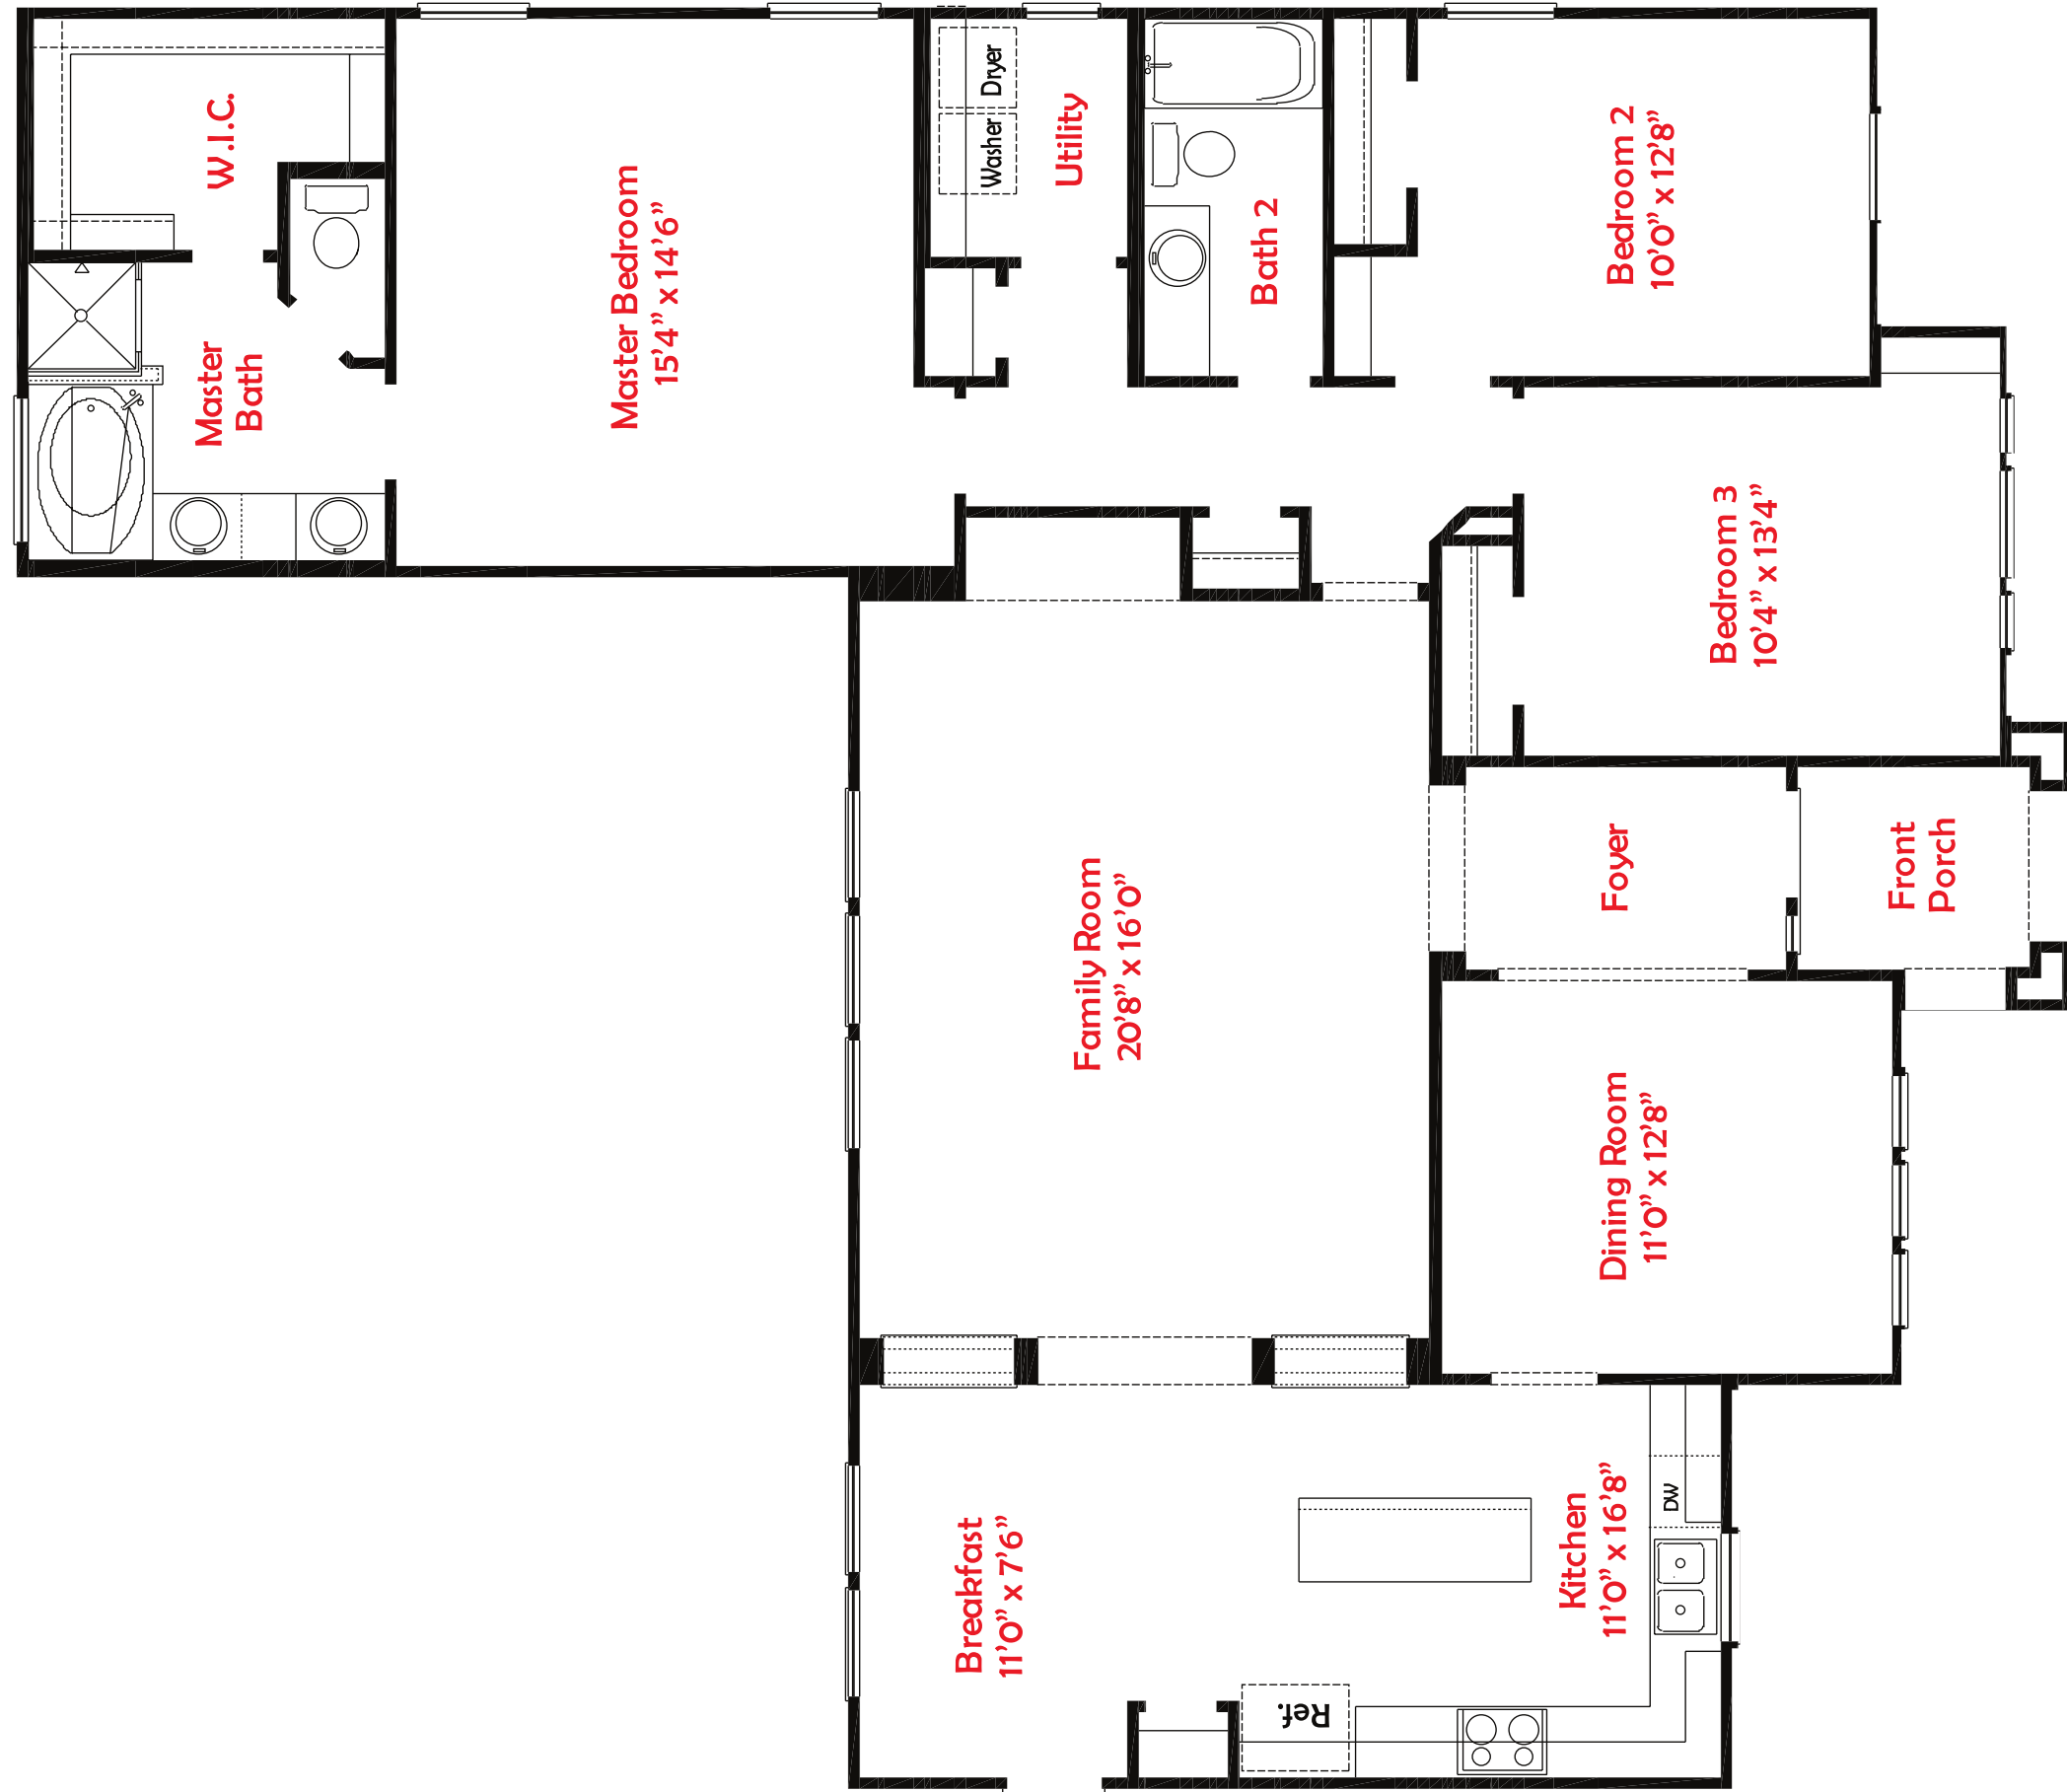 W.I.C.
Master
Bath
Master Bedroom
15'4" x 14'6"
Washer Dryer
Utility
Bath 2
Bedroom 2
10'0" x 12'8"
Bedroom 3
10'4" x 13'4"
Family Room
20'8" x 16'0"
Foyer
Front
Porch
Dining Room
11'0" x 12'8"
Breakfast
11'0" x 7'6"
Kitchen
11'0" x 16'8"
DW
Ref.